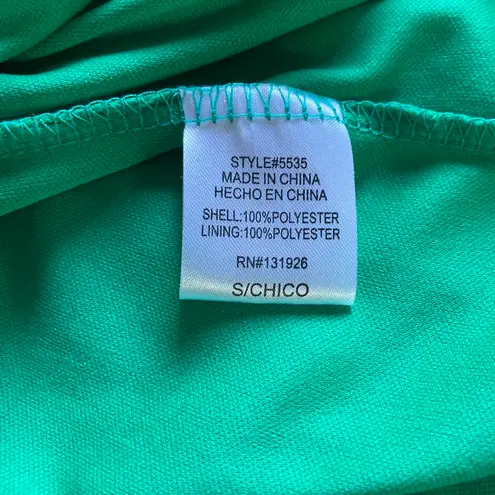 STYLE#5535
MADE IN CHINA
HECHO EN CHINA
SHELL:100%POLYESTER
LINING:100%POLYESTER
RN#131926
S/CHICO